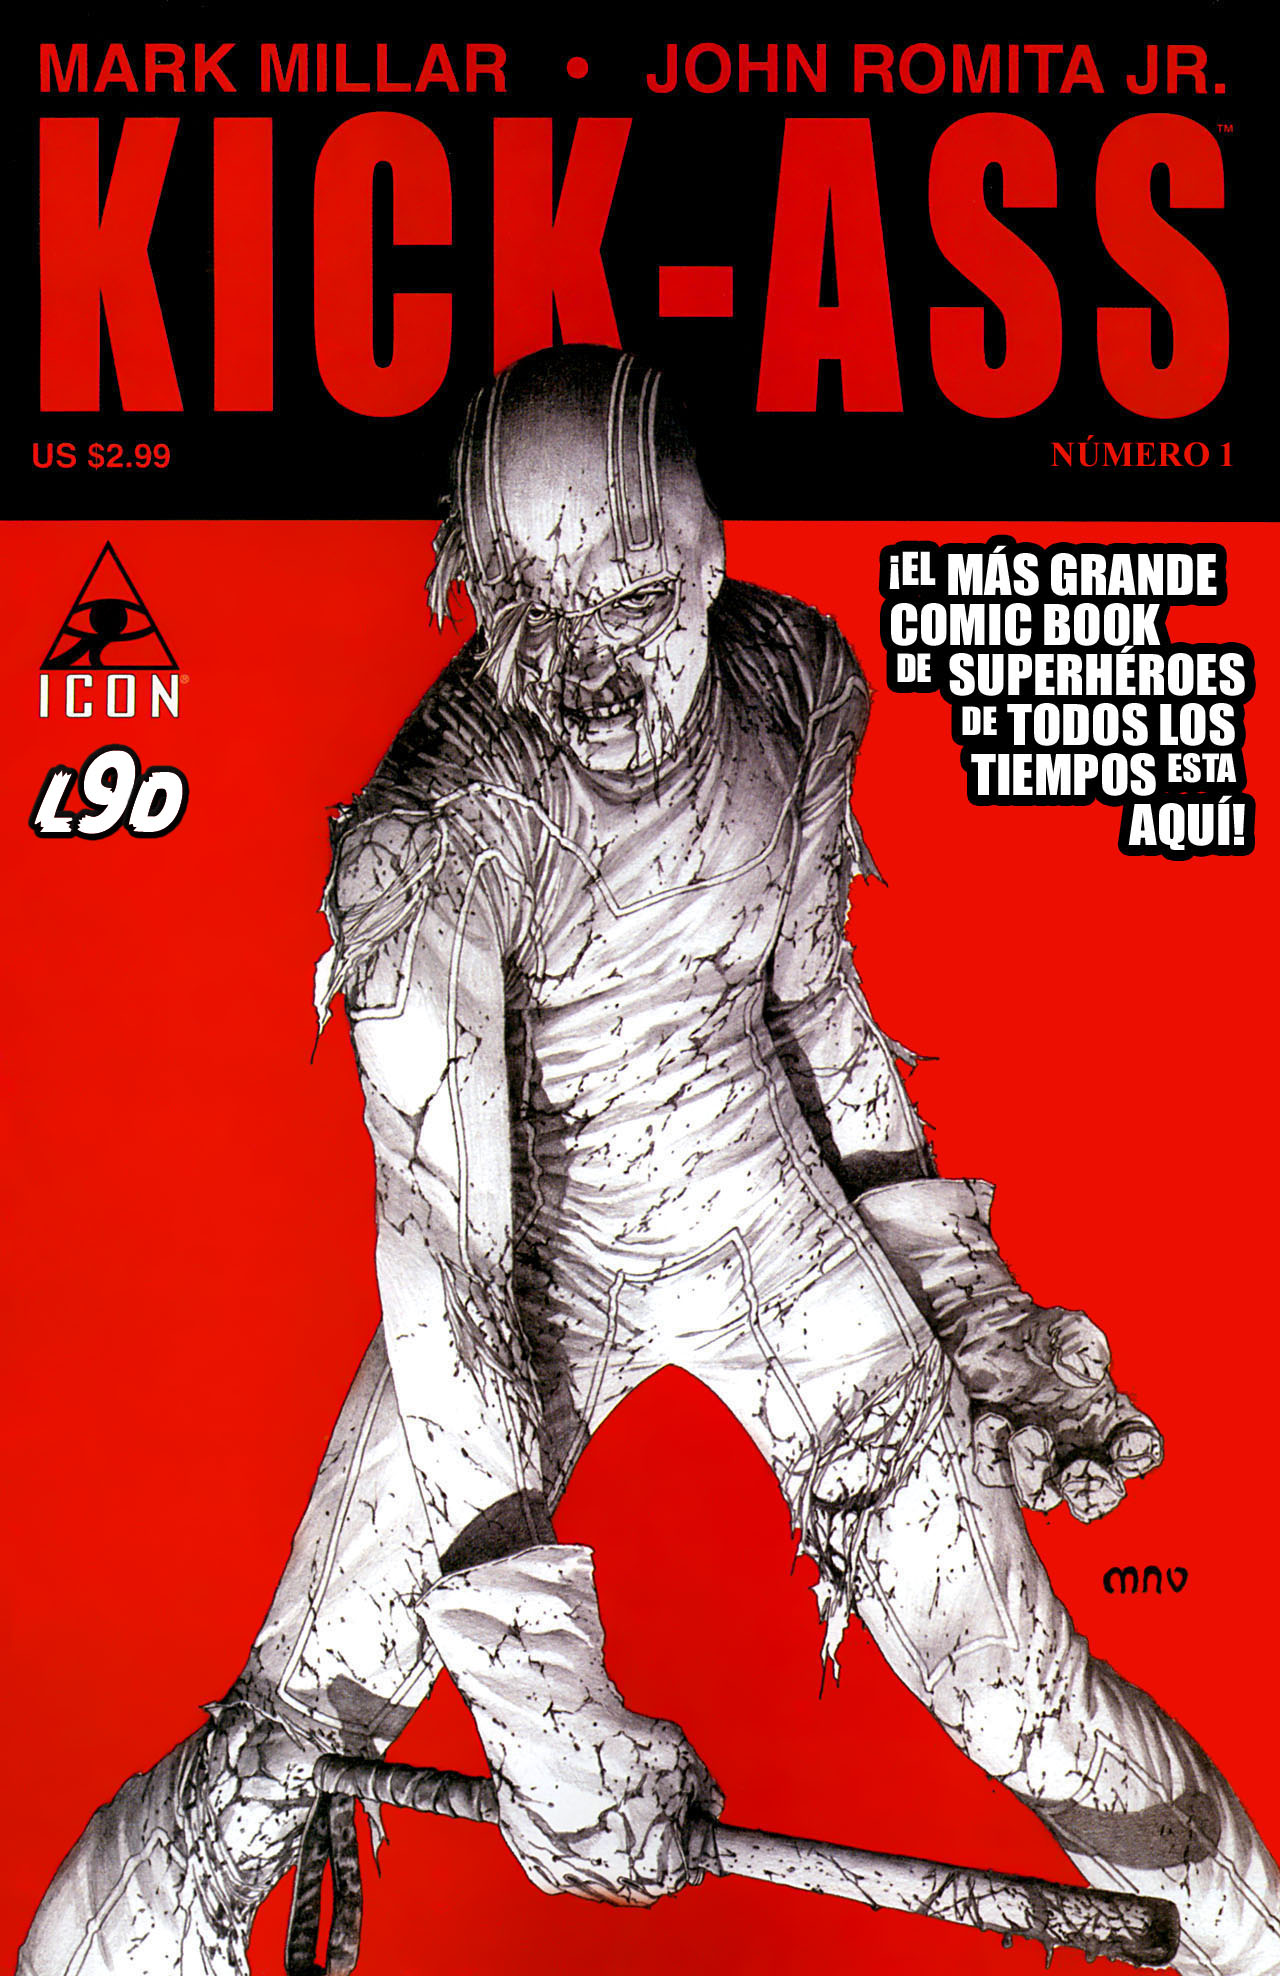 MARK MILLAR • JOHN ROMITA JR.
KICK-ASS™
US $2.99
NÚMERO 1
¡EL MÁS GRANDE
COMIC BOOK
DE SUPERHÉROES
DE TODOS LOS
TIEMPOS ESTA
AQUÍ!
ICON®
L9D
MNV